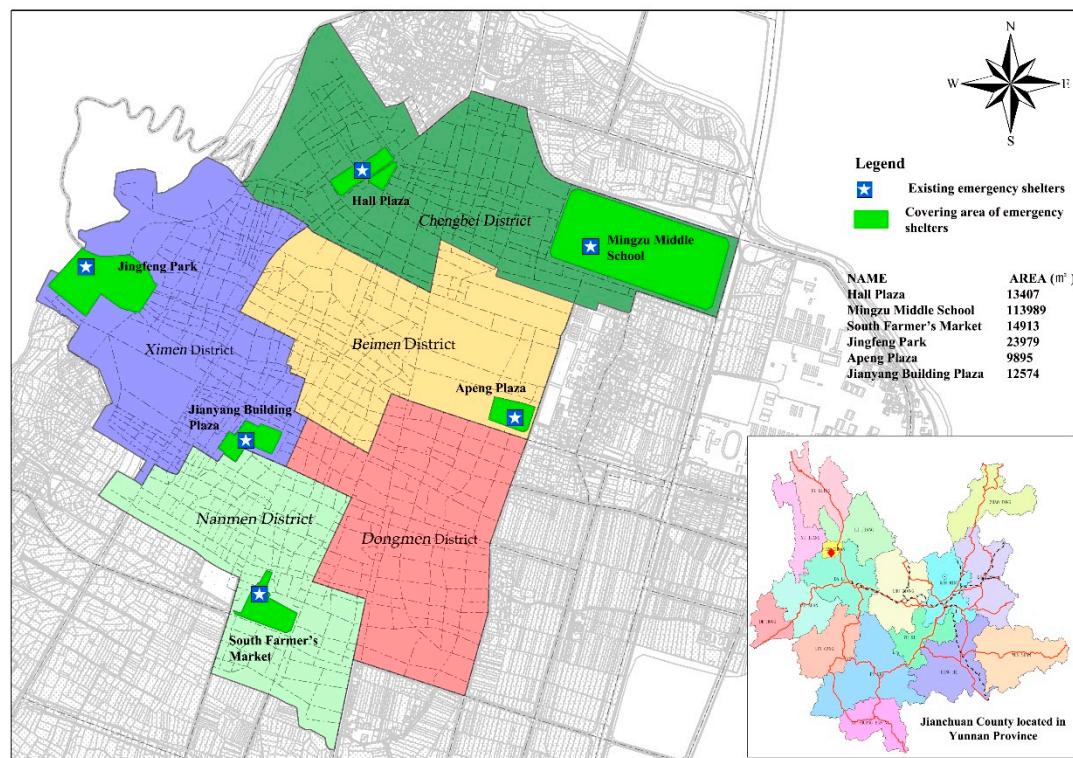 N
W
E
S
Legend
Existing emergency shelters
Covering area of emergency
shelters
Hall Plaza
Chengbei District
Mingzu Middle
School
Jingfeng Park
Ximen District
Beimen District
Apeng Plaza
Jianyang Building
Plaza
Nanmen District
Dongmen District
South Farmer's
Market
NAME AREA (㎡)
Hall Plaza 13407
Mingzu Middle School 113989
South Farmer's Market 14913
Jingfeng Park 23979
Apeng Plaza 9895
Jianyang Building Plaza 12574
Jianchuan County located in
Yunnan Province